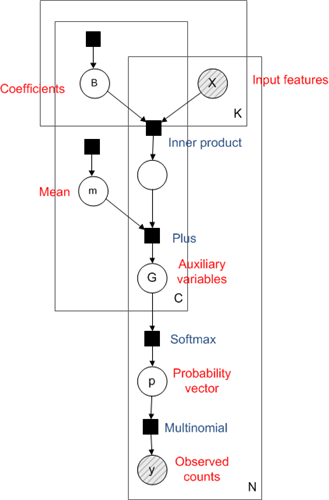 B
X
Coefficients
Input features
K
Inner product
m
Mean
Plus
G
Auxiliary
variables
C
Softmax
p
Probability
vector
Multinomial
y
Observed
counts
N